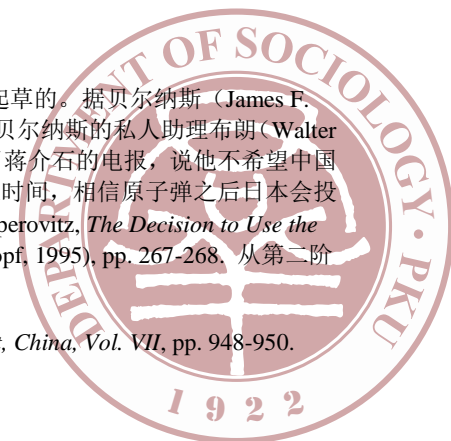 起草的。据贝尔纳斯（James F.
贝尔纳斯的私人助理布朗（Walter
蒋介石的电报，说他不希望中国
时间，相信原子弹之后日本会投
perovitz, The Decision to Use the
opf, 1995), pp. 267-268. 从第二阶
t, China, Vol. VII, pp. 948-950.
DEPARTMENT OF SOCIOLOGY · PKU
1922